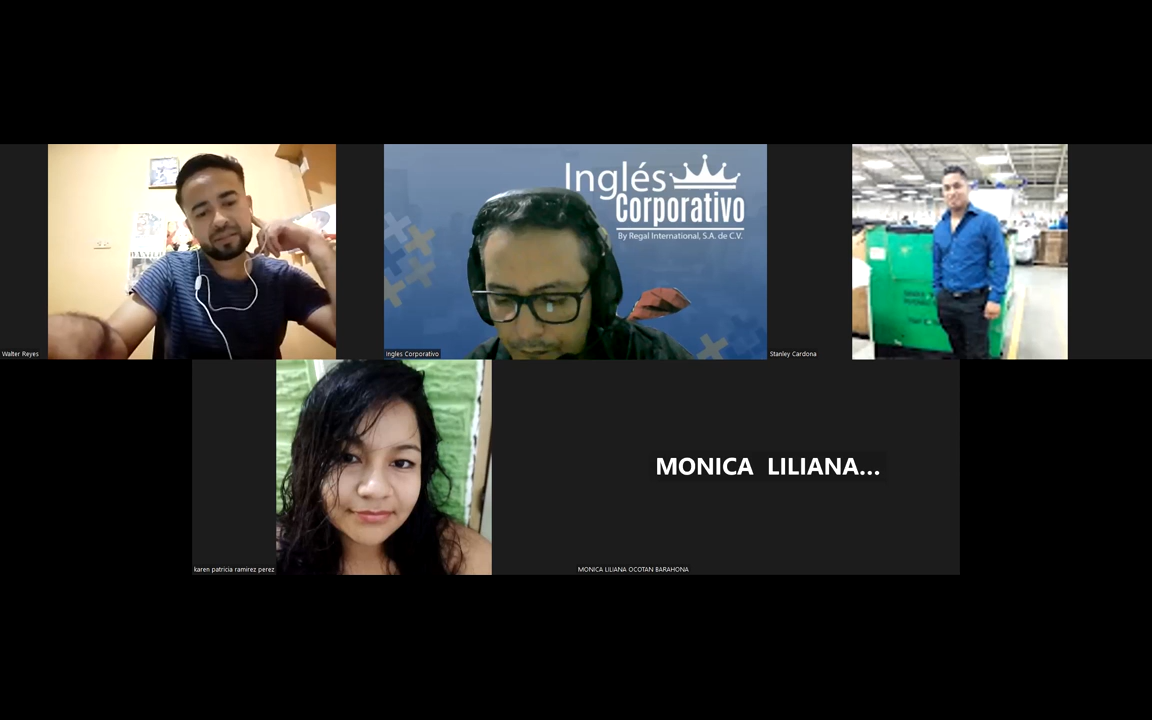 Inglés
Corporativo
By Regal International, S.A. de C.V.
Walter Reyes
Ingles Corporativo
Stanley Cardona
MONICA LILIANA...
karen patricia ramirez perez
MONICA LILIANA OCOTAN BARAHONA